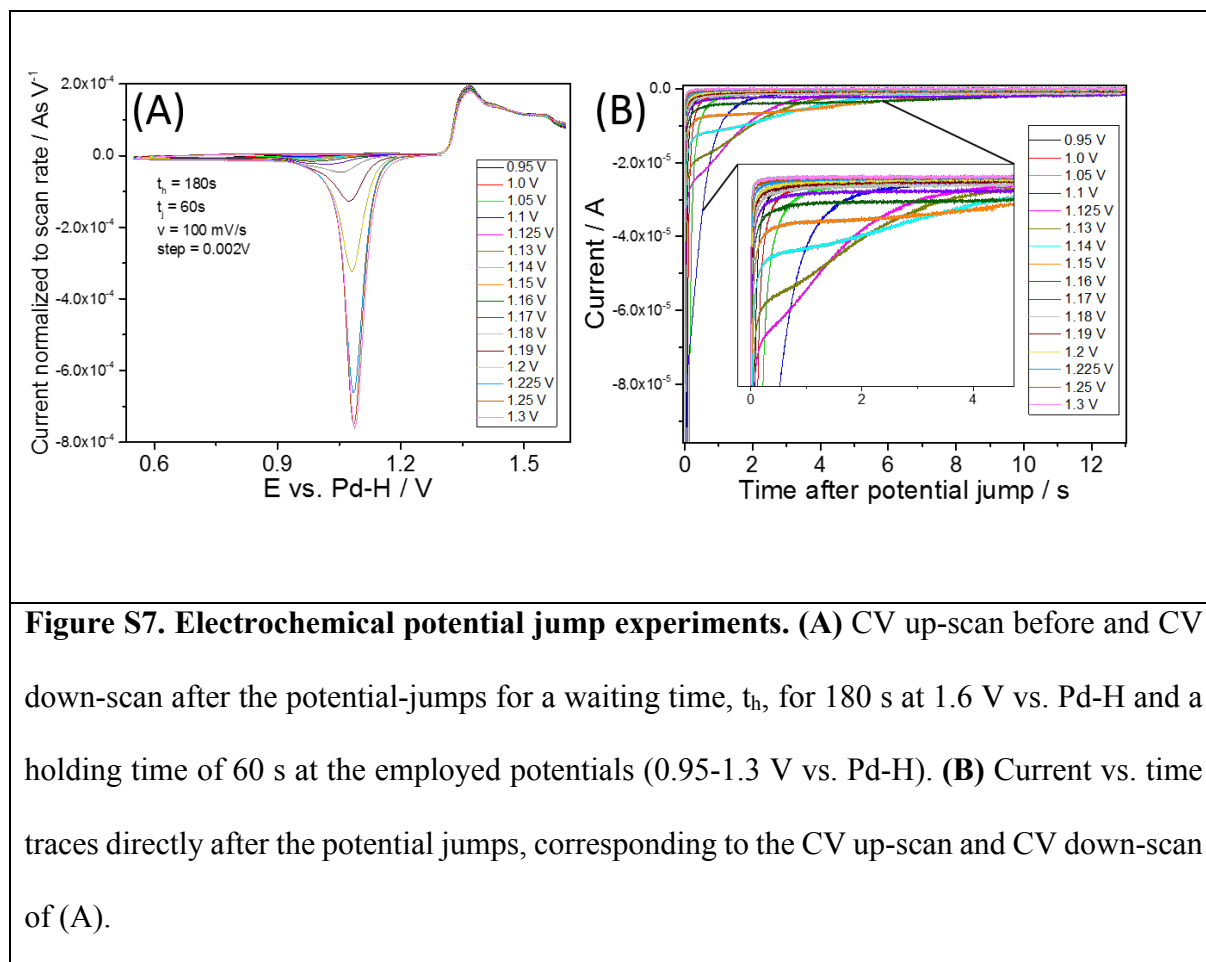 (A)
Current normalized to scan rate / As V⁻¹
2.0x10⁻⁴
0.0
-2.0x10⁻⁴
-4.0x10⁻⁴
-6.0x10⁻⁴
-8.0x10⁻⁴
tₕ = 180s
tⱼ = 60s
v = 100 mV/s
step = 0.002V
0.95 V
1.0 V
1.05 V
1.1 V
1.125 V
1.13 V
1.14 V
1.15 V
1.16 V
1.17 V
1.18 V
1.19 V
1.2 V
1.225 V
1.25 V
1.3 V
0.6 0.9 1.2 1.5
E vs. Pd-H / V
(B)
Current / A
0.0
-2.0x10⁻⁵
-4.0x10⁻⁵
-6.0x10⁻⁵
-8.0x10⁻⁵
0 2 4
0.95 V
1.0 V
1.05 V
1.1 V
1.125 V
1.13 V
1.14 V
1.15 V
1.16 V
1.17 V
1.18 V
1.19 V
1.2 V
1.225 V
1.25 V
1.3 V
0 2 4 6 8 10 12
Time after potential jump / s
Figure S7. Electrochemical potential jump experiments. (A) CV up-scan before and CV
down-scan after the potential-jumps for a waiting time, tₕ, for 180 s at 1.6 V vs. Pd-H and a
holding time of 60 s at the employed potentials (0.95-1.3 V vs. Pd-H). (B) Current vs. time
traces directly after the potential jumps, corresponding to the CV up-scan and CV down-scan
of (A).